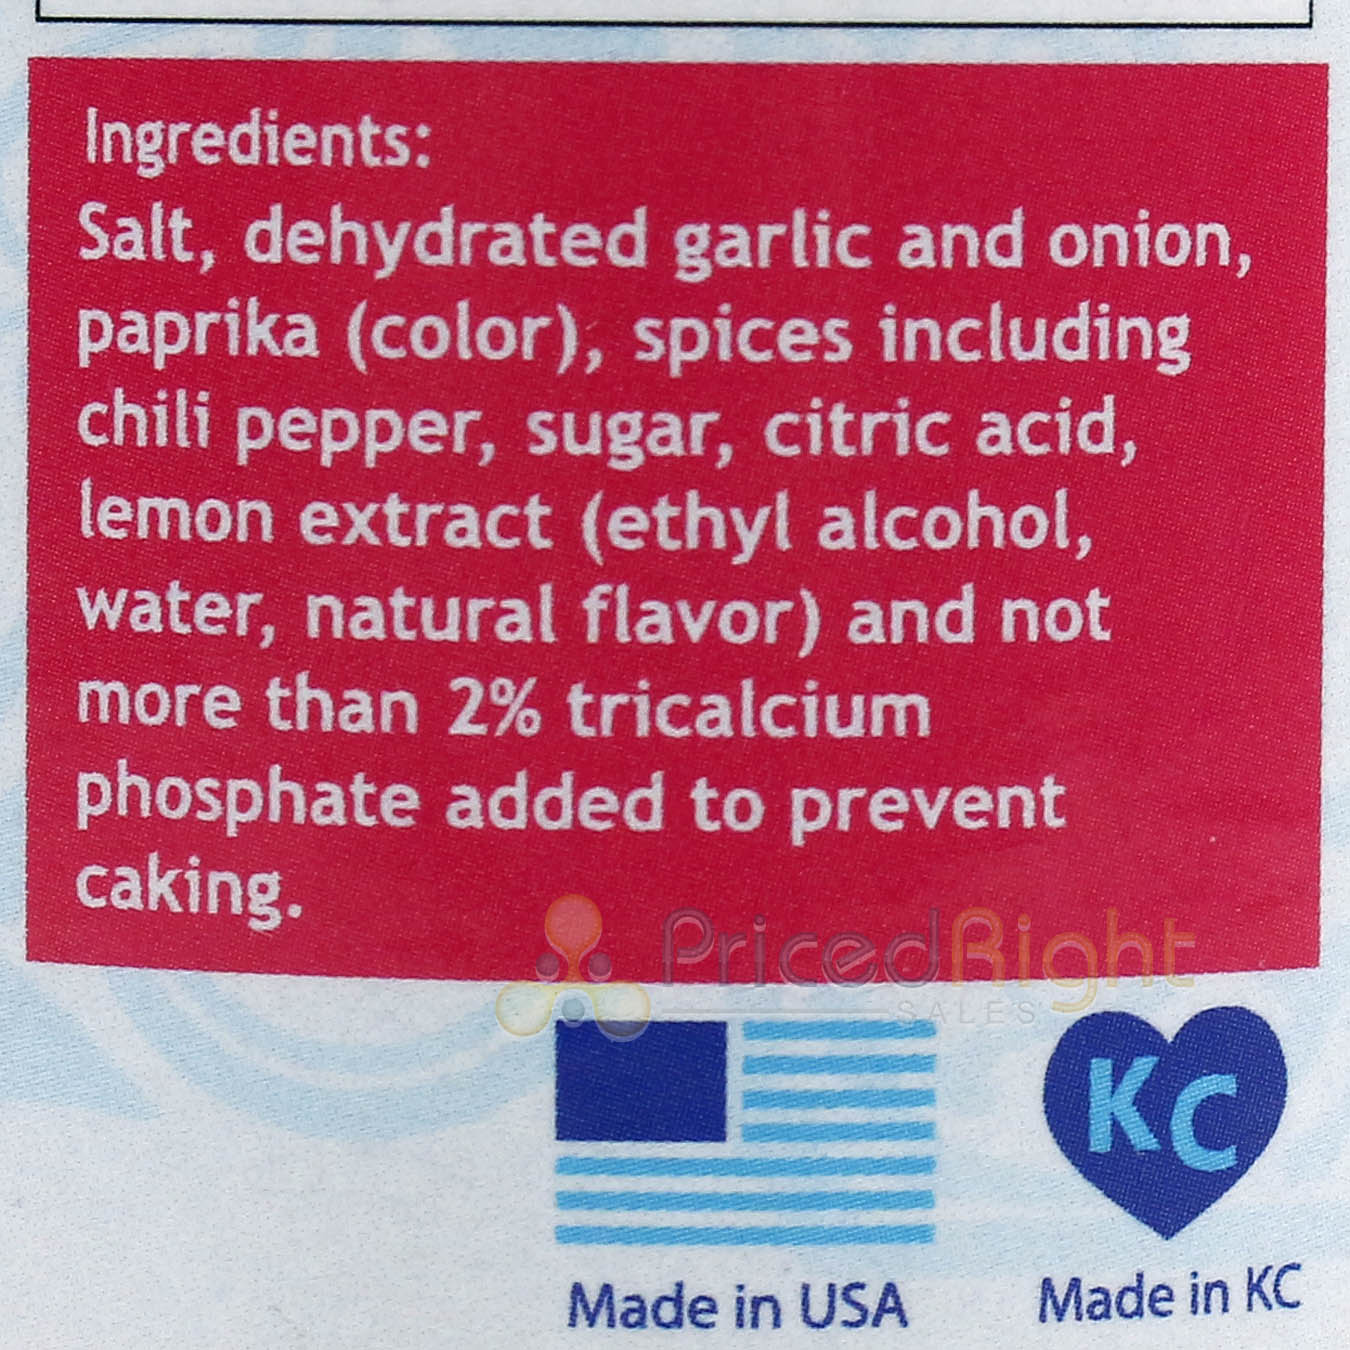 Ingredients:
Salt, dehydrated garlic and onion,
paprika (color), spices including
chili pepper, sugar, citric acid,
lemon extract (ethyl alcohol,
water, natural flavor) and not
more than 2% tricalcium
phosphate added to prevent
caking.
PricedRight
SALES
KC
Made in USA
Made in KC